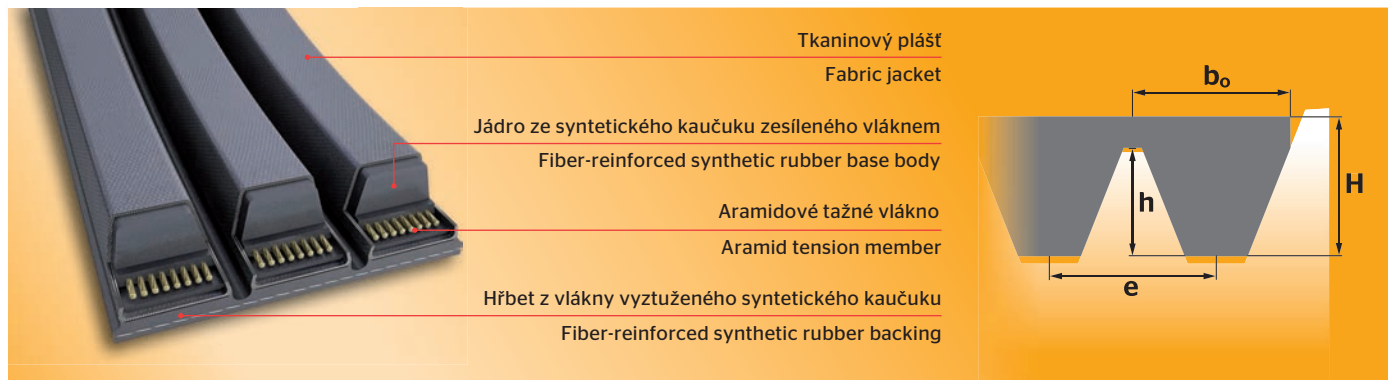 Tkaninový plášť
Fabric jacket
Jádro ze syntetického kaučuku zesíleného vláknem
Fiber-reinforced synthetic rubber base body
Aramidové tažné vlákno
Aramid tension member
Hřbet z vlákny vyztuženého syntetického kaučuku
Fiber-reinforced synthetic rubber backing
bo
H
h
e